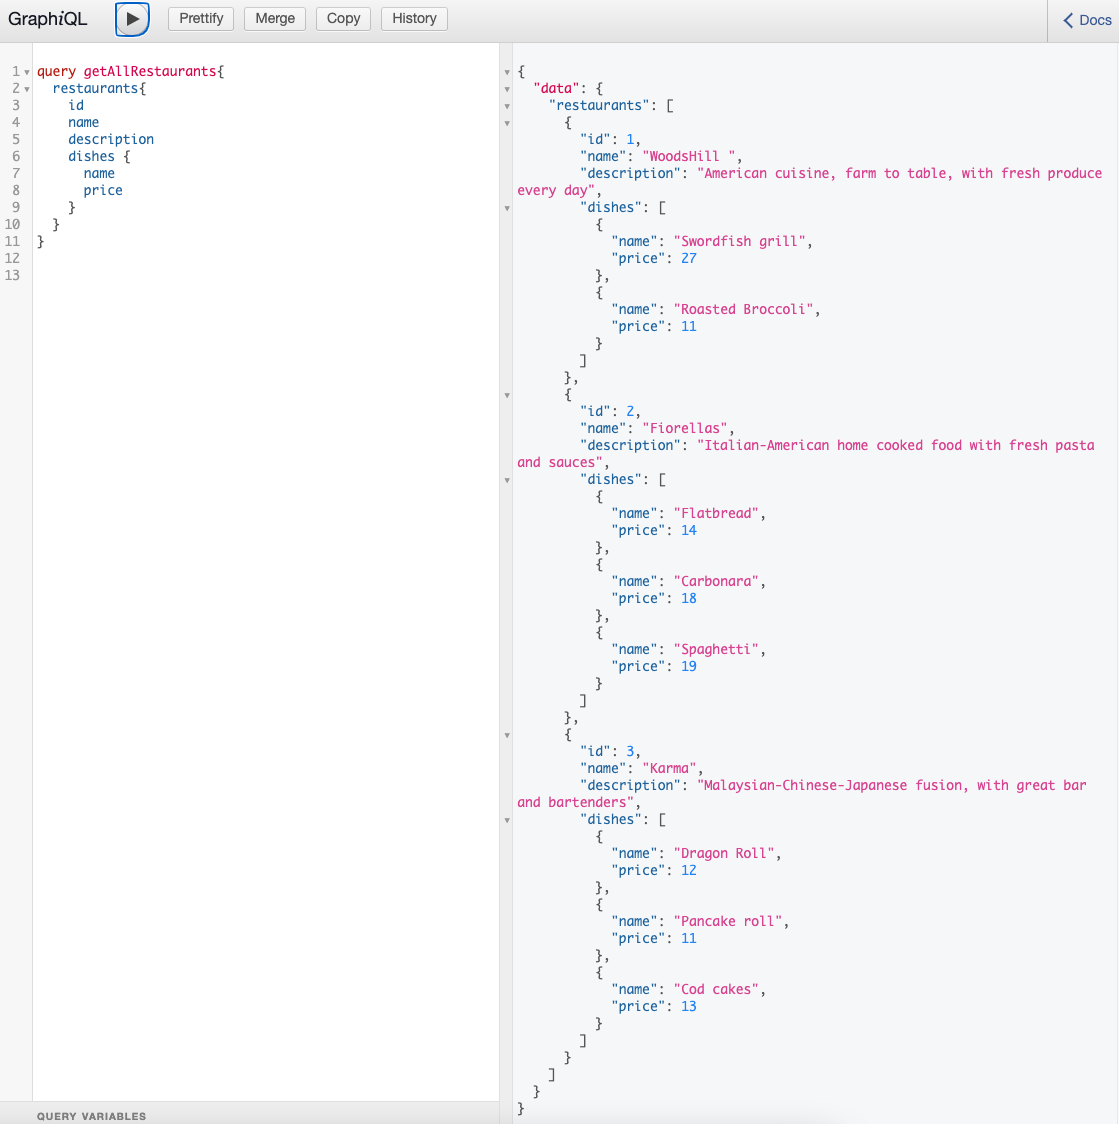 GraphiQL
Prettify
Merge
Copy
History
Docs
1 query getAllRestaurants{
2   restaurants{
3     id
4     name
5     description
6     dishes {
7       name
8       price
9     }
10   }
11 }
12
13
QUERY VARIABLES
{
  "data": {
    "restaurants": [
      {
        "id": 1,
        "name": "WoodsHill ",
        "description": "American cuisine, farm to table, with fresh produce
every day",
        "dishes": [
          {
            "name": "Swordfish grill",
            "price": 27
          },
          {
            "name": "Roasted Broccoli",
            "price": 11
          }
        ]
      },
      {
        "id": 2,
        "name": "Fiorellas",
        "description": "Italian-American home cooked food with fresh pasta
and sauces",
        "dishes": [
          {
            "name": "Flatbread",
            "price": 14
          },
          {
            "name": "Carbonara",
            "price": 18
          },
          {
            "name": "Spaghetti",
            "price": 19
          }
        ]
      },
      {
        "id": 3,
        "name": "Karma",
        "description": "Malaysian-Chinese-Japanese fusion, with great bar
and bartenders",
        "dishes": [
          {
            "name": "Dragon Roll",
            "price": 12
          },
          {
            "name": "Pancake roll",
            "price": 11
          },
          {
            "name": "Cod cakes",
            "price": 13
          }
        ]
      }
    ]
  }
}